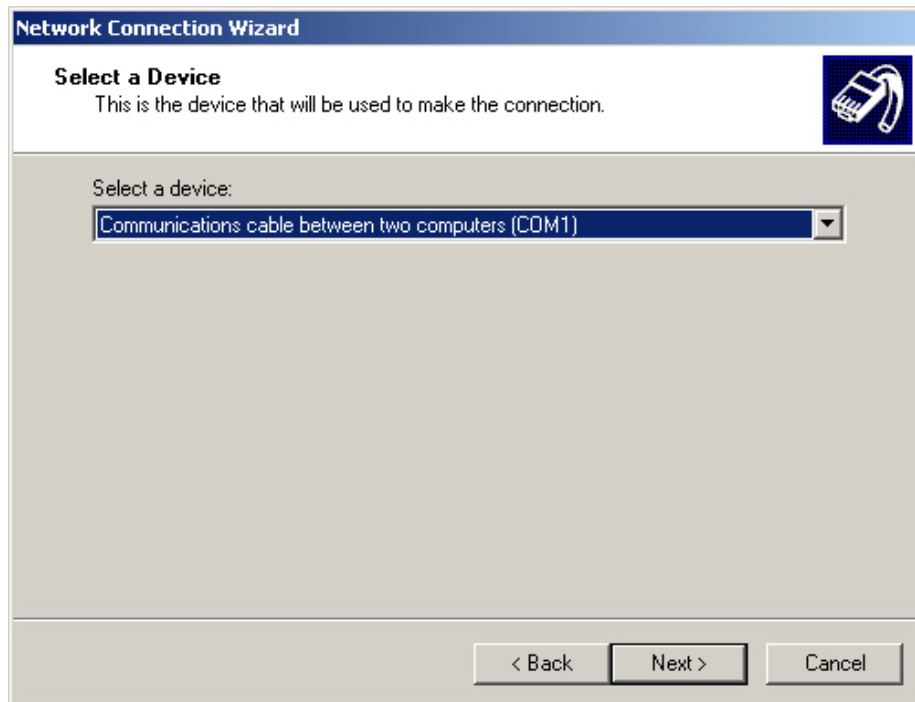 Network Connection Wizard
Select a Device
This is the device that will be used to make the connection.
Select a device:
Communications cable between two computers (COM1)
< Back
Next >
Cancel